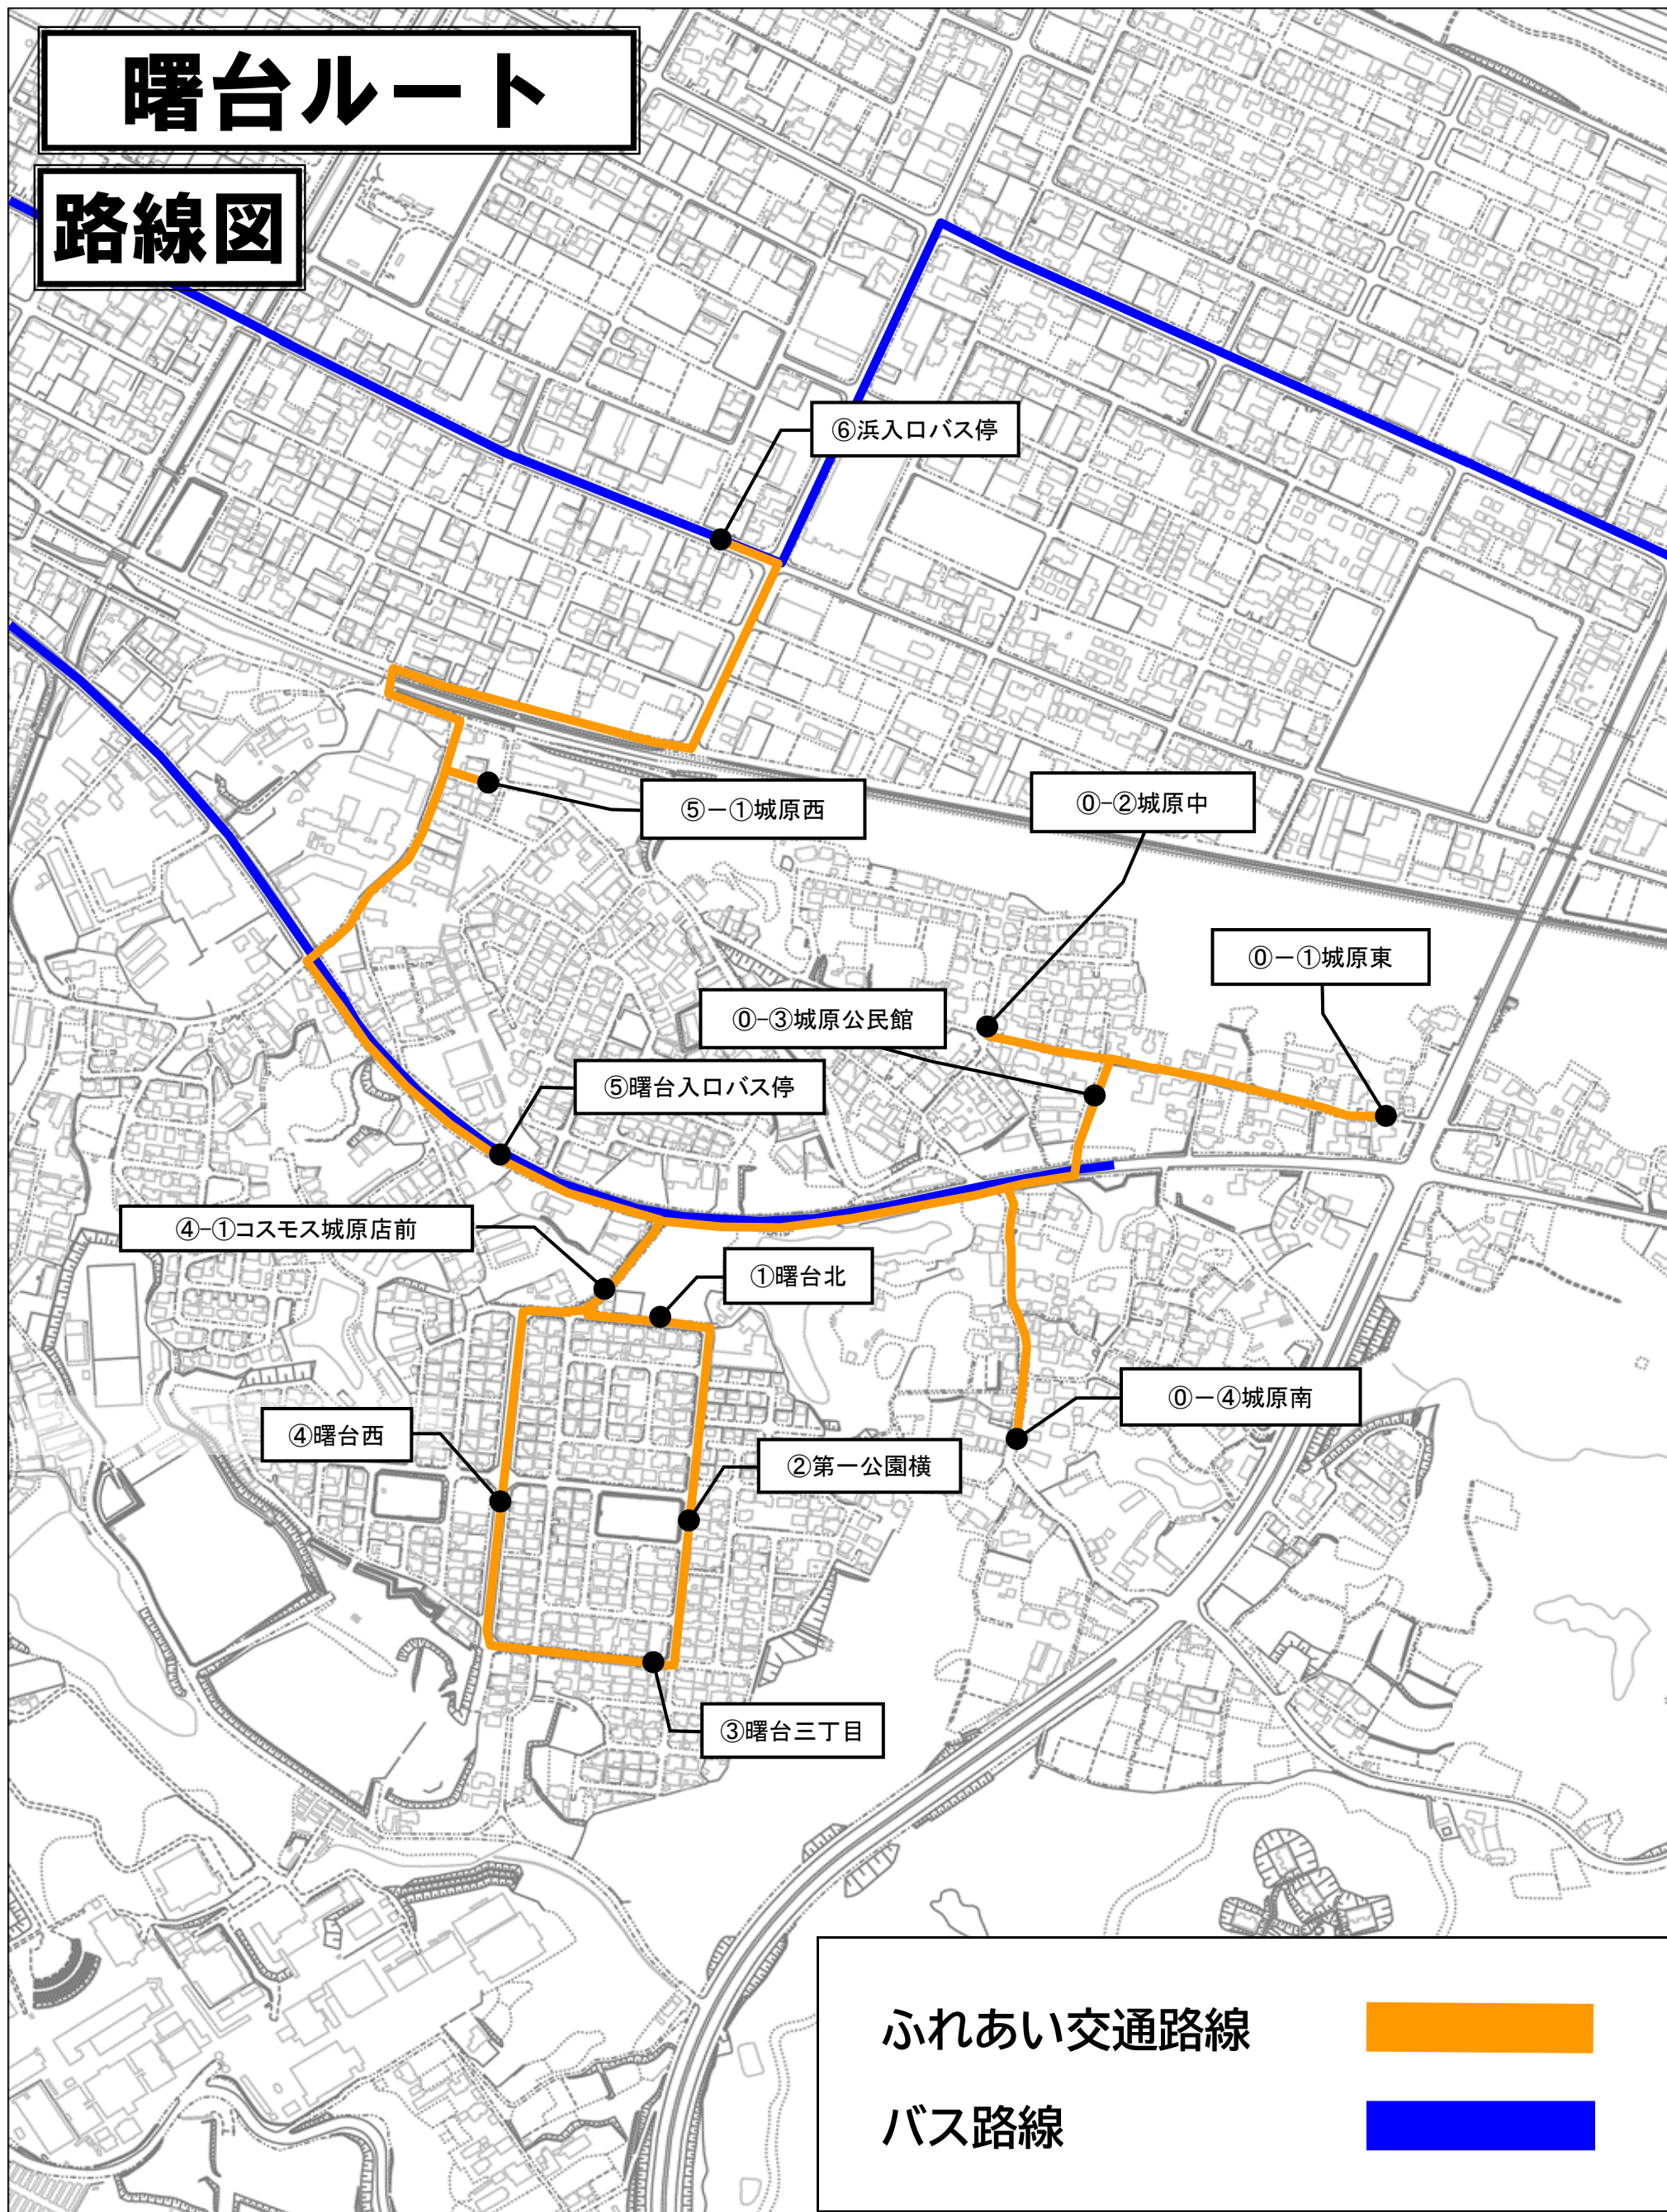 曙台ルート
路線図
⑥浜入口バス停
⑤－①城原西
⓪-②城原中
⓪－①城原東
⓪-③城原公民館
⑤曙台入口バス停
④-①コスモス城原店前
①曙台北
⓪－④城原南
④曙台西
②第一公園横
③曙台三丁目
ふれあい交通路線
バス路線